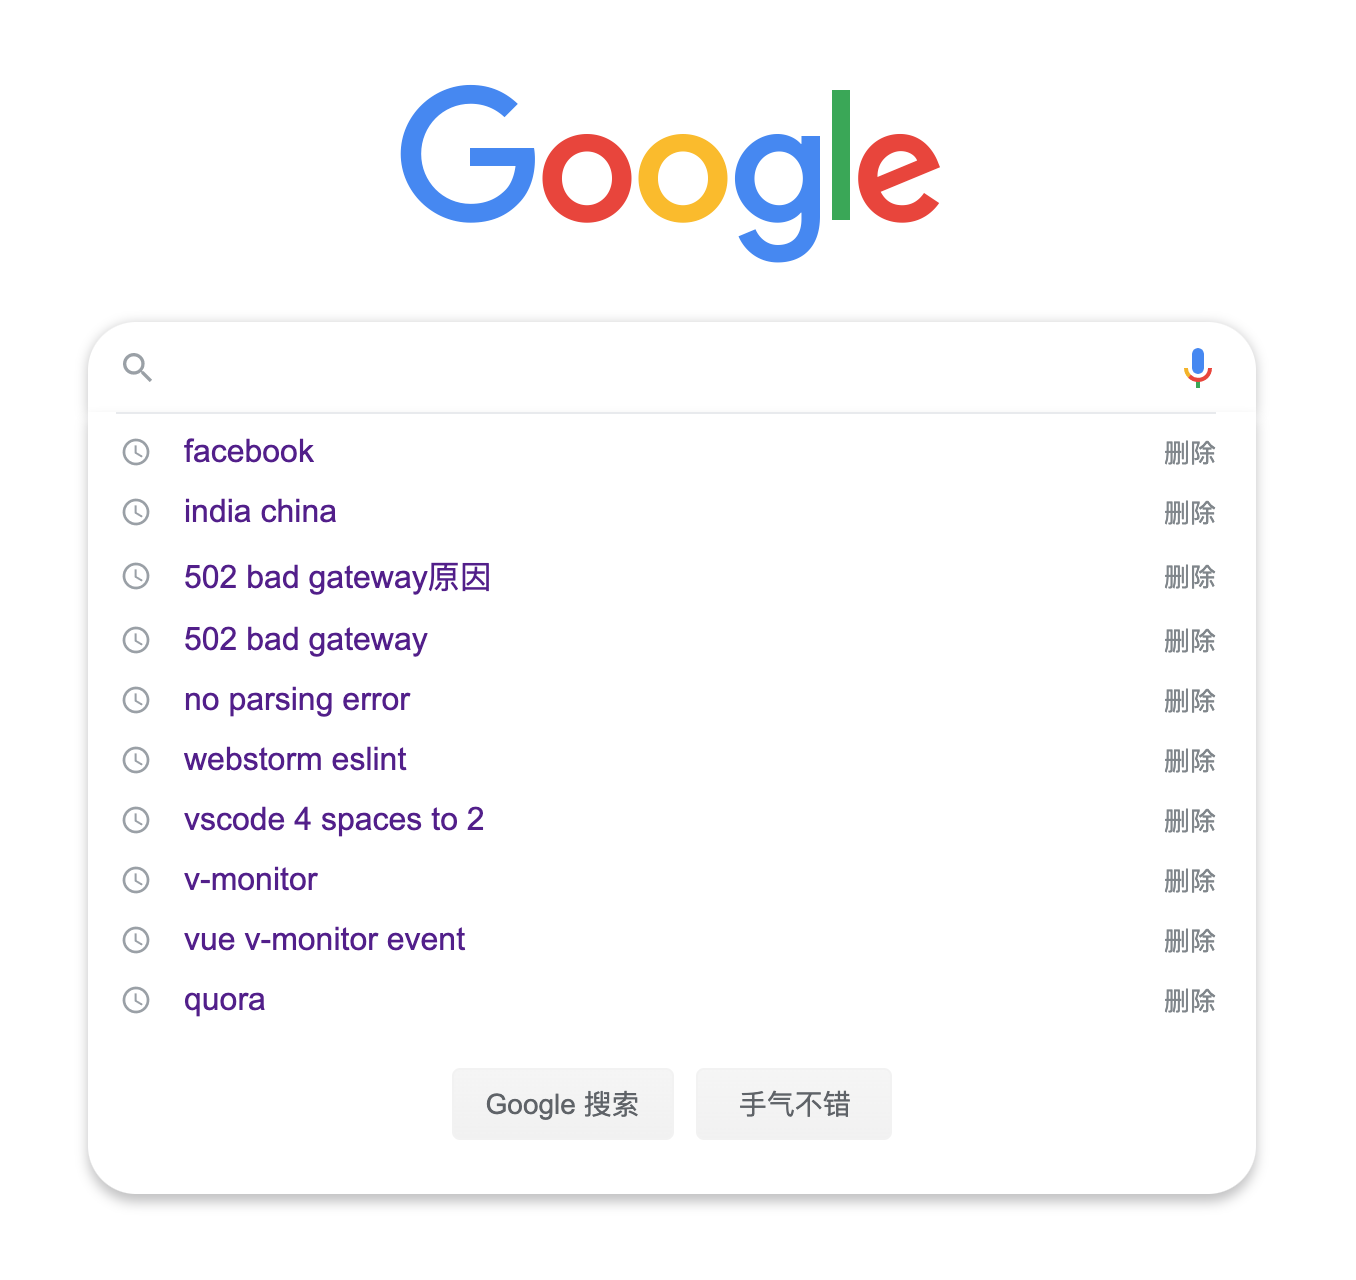 Google
facebook 删除
india china 删除
502 bad gateway原因 删除
502 bad gateway 删除
no parsing error 删除
webstorm eslint 删除
vscode 4 spaces to 2 删除
v-monitor 删除
vue v-monitor event 删除
quora 删除
Google 搜索 手气不错